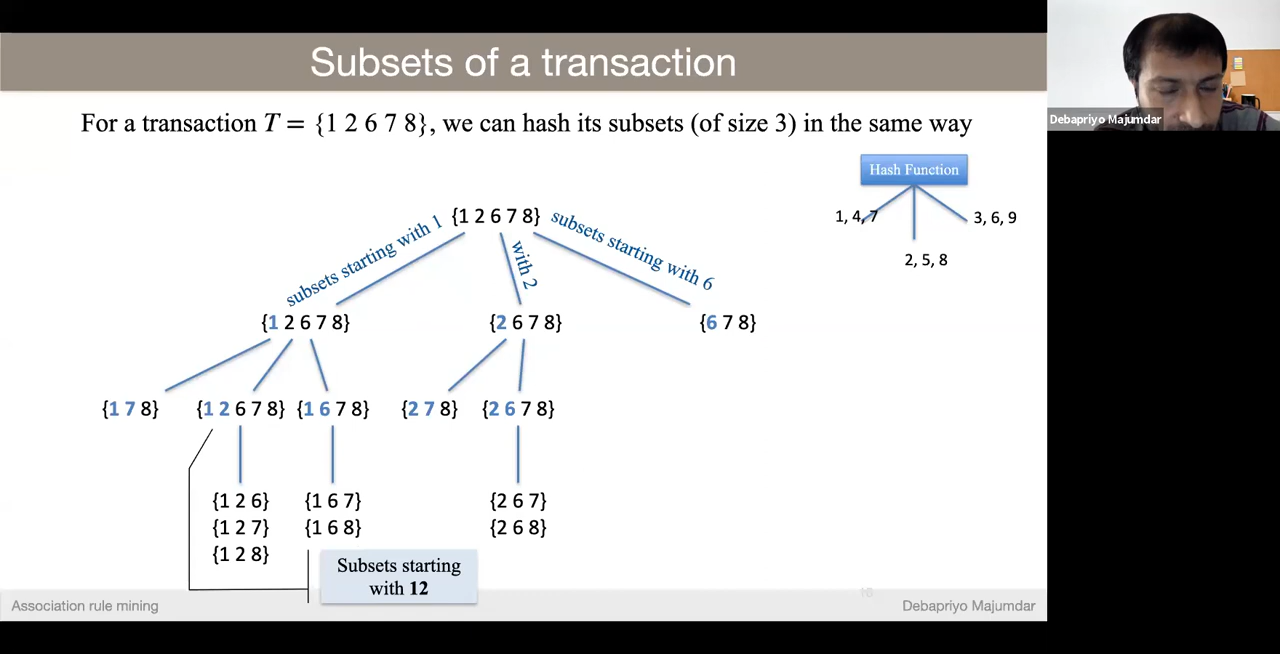 Subsets of a transaction
For a transaction T = {1 2 6 7 8}, we can hash its subsets (of size 3) in the same way
Debapriyo Majumdar
Hash Function
1, 4, 7
3, 6, 9
2, 5, 8
{1 2 6 7 8}
subsets starting with 1
with 2
subsets starting with 6
{1 2 6 7 8}
{2 6 7 8}
{6 7 8}
{1 7 8}
{1 2 6 7 8}
{1 6 7 8}
{2 7 8}
{2 6 7 8}
{1 2 6}
{1 2 7}
{1 2 8}
{1 6 7}
{1 6 8}
{2 6 7}
{2 6 8}
Subsets starting
with 12
Association rule mining
16
Debapriyo Majumdar